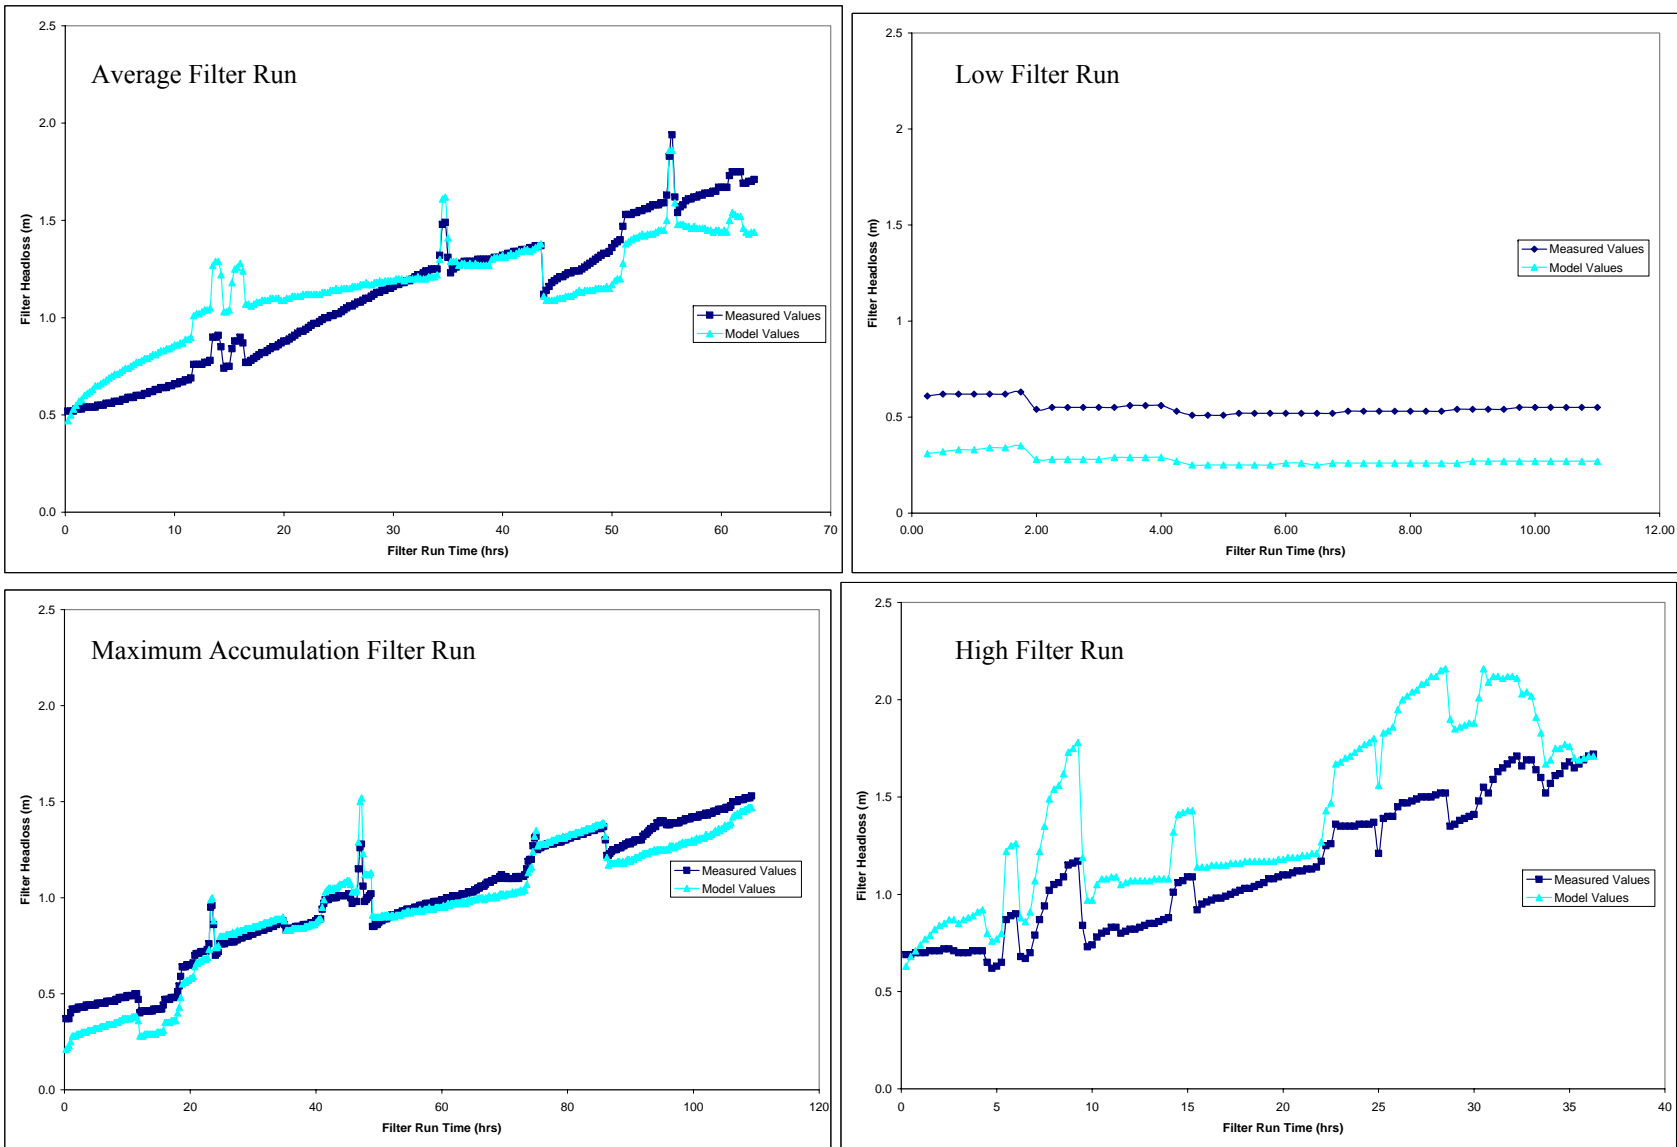 Average Filter Run
2.5
2.0
1.5
1.0
0.5
0.0
Filter Headloss (m)
0 10 20 30 40 50 60 70
Filter Run Time (hrs)
Measured Values
Model Values
Low Filter Run
2.5
2
1.5
1
0.5
0
Filter Headloss (m)
0.00 2.00 4.00 6.00 8.00 10.00 12.00
Filter Run Time (hrs)
Measured Values
Model Values
Maximum Accumulation Filter Run
2.5
2.0
1.5
1.0
0.5
0.0
Filter Headloss (m)
0 20 40 60 80 100 120
Filter Run Time (hrs)
Measured Values
Model Values
High Filter Run
2.5
2.0
1.5
1.0
0.5
0.0
Filter Headloss (m)
0 5 10 15 20 25 30 35 40
Filter Run Time (hrs)
Measured Values
Model Values